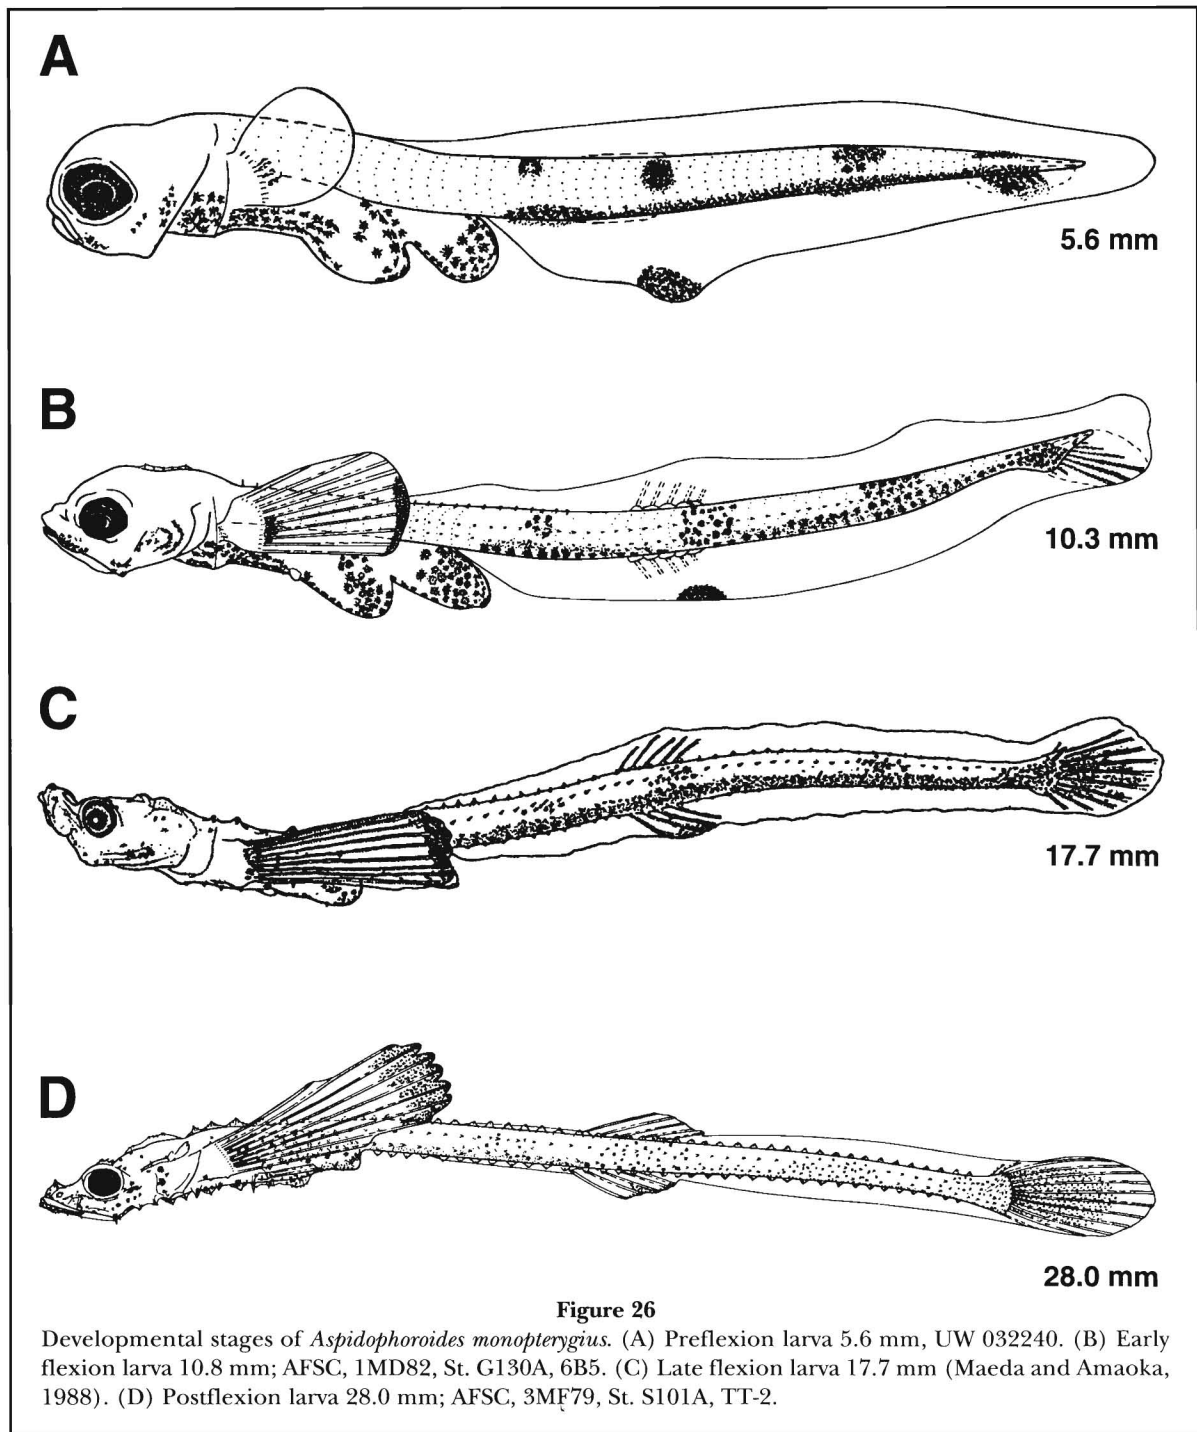 A
5.6 mm
B
10.3 mm
C
17.7 mm
D
28.0 mm
Figure 26
Developmental stages of Aspidophoroides monopterygius. (A) Preflexion larva 5.6 mm, UW 032240. (B) Early
flexion larva 10.8 mm; AFSC, 1MD82, St. G130A, 6B5. (C) Late flexion larva 17.7 mm (Maeda and Amaoka,
1988). (D) Postflexion larva 28.0 mm; AFSC, 3MF79, St. S101A, TT-2.